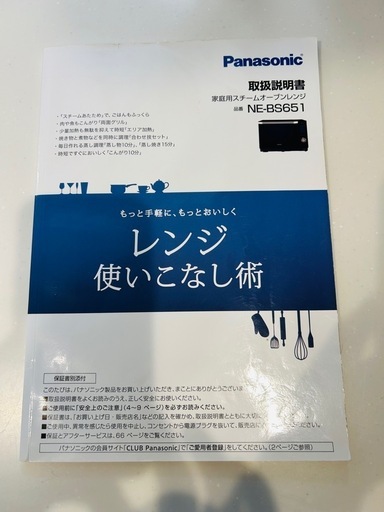 Panasonic
取扱説明書
家庭用スチームオーブンレンジ
品番 NE-BS651
・「スチームあたため」で、ごはんもふっくら
・肉や魚もこんがり「両面グリル」
・少量加熱も無駄を抑えて時短「エリア加熱」
・焼き物と煮物などを同時に調理「合わせ技セット」
・毎日作れる蒸し調理「蒸し物10分」、「蒸し焼き15分」
・時短ですずにおいしく「こんがり10分」
もっと手軽に、もっとおいしく
レンジ
使いこなし術
保証書別添付
このたびは、パナソニック製品をお買い上げいただき、まことにありがとうございま
■取扱説明書をよくお読みのうえ、正しく安全にお使いください。
■ご使用前に「安全上のご注意」(4〜9 ページ)を必ずお読みください。
■保証書は、「お買い上げ日・販売店名」などの記入を確かめ、取扱説明書とともに大切に
■ご使用中、異常を感じたら使用を中止し、コンセントから電源プラグを抜いて、販売店に
■保証とアフターサービスは、66 ページをご覧ください。
パナソニックの会員サイト「CLUB Panasonic」で「ご愛用者登録」をしてください。(2ページご参照)